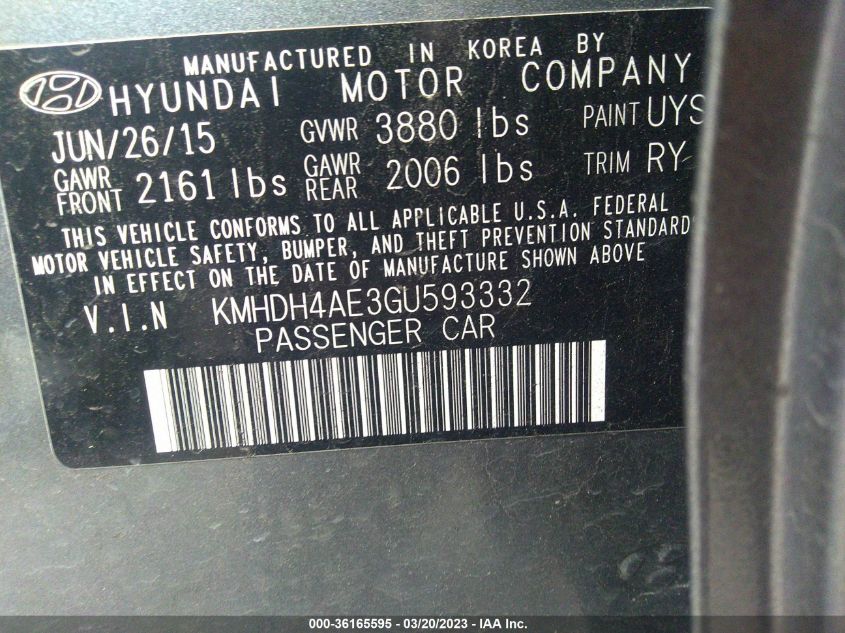 MANUFACTURED IN KOREA BY
HYUNDAI MOTOR COMPANY
JUN/26/15 GVWR 3880 lbs PAINT UYS
GAWR FRONT 2161 lbs GAWR REAR 2006 lbs TRIM RY
THIS VEHICLE CONFORMS TO ALL APPLICABLE U.S.A. FEDERAL
MOTOR VEHICLE SAFETY, BUMPER, AND THEFT PREVENTION STANDARD
IN EFFECT ON THE DATE OF MANUFACTURE SHOWN ABOVE
V.I.N KMHDH4AE3GU593332
PASSENGER CAR
000-36165595 - 03/20/2023 - IAA Inc.